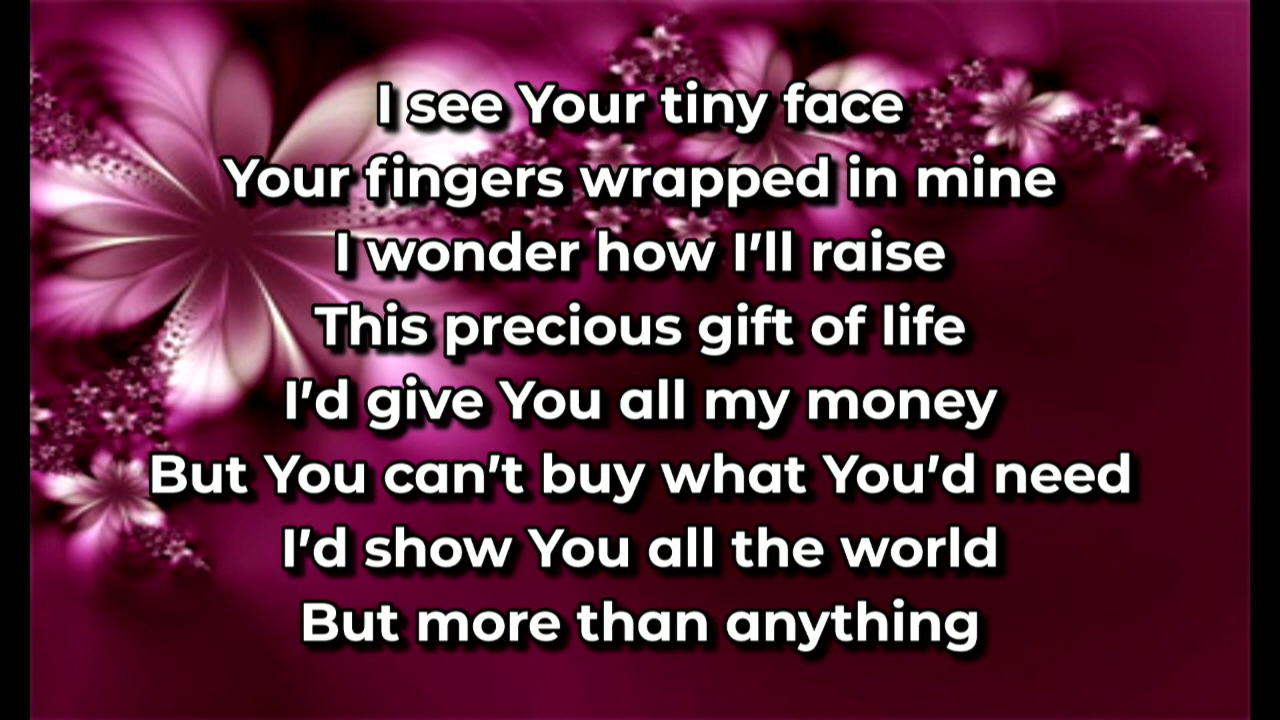 I see Your tiny face
Your fingers wrapped in mine
I wonder how I’ll raise
This precious gift of life
I’d give You all my money
But You can’t buy what You’d need
I’d show You all the world
But more than anything